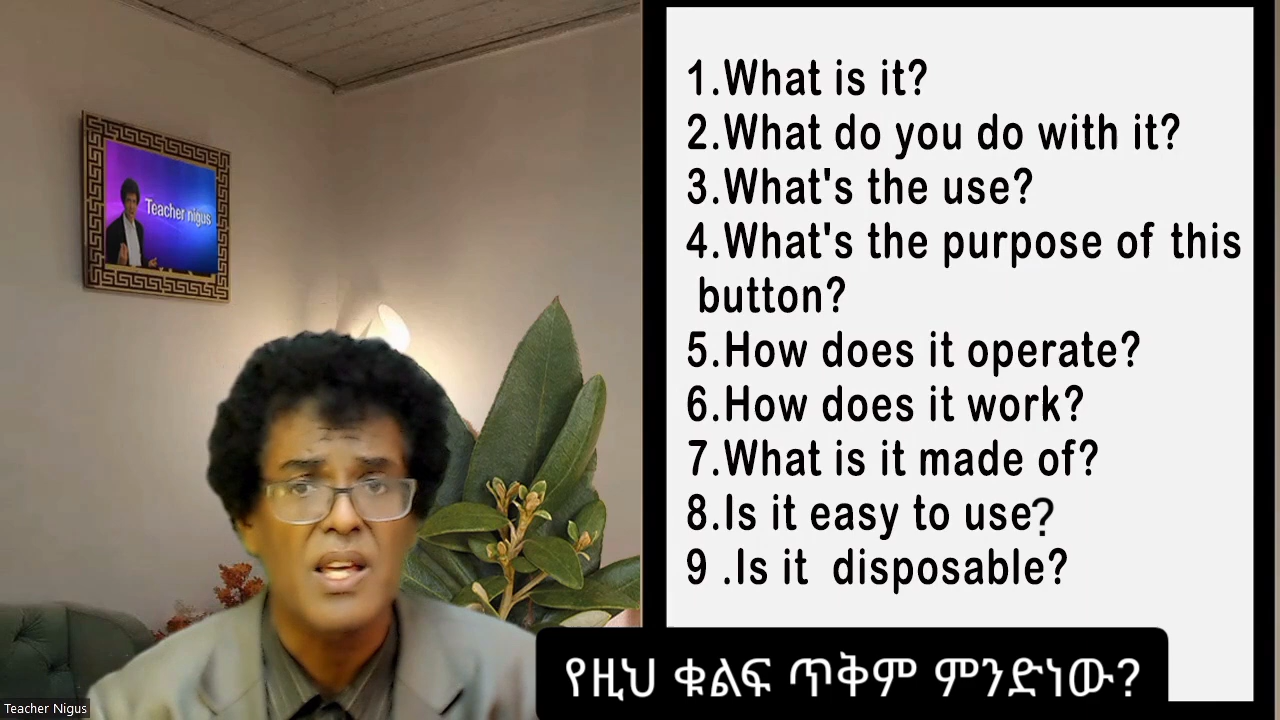 Teacher nigus
Teacher Nigus
1.What is it?
2.What do you do with it?
3.What's the use?
4.What's the purpose of this
button?
5.How does it operate?
6.How does it work?
7.What is it made of?
8.Is it easy to use?
9 .Is it disposable?
የዚህ ቁልፍ ጥቅም ምንድነው?